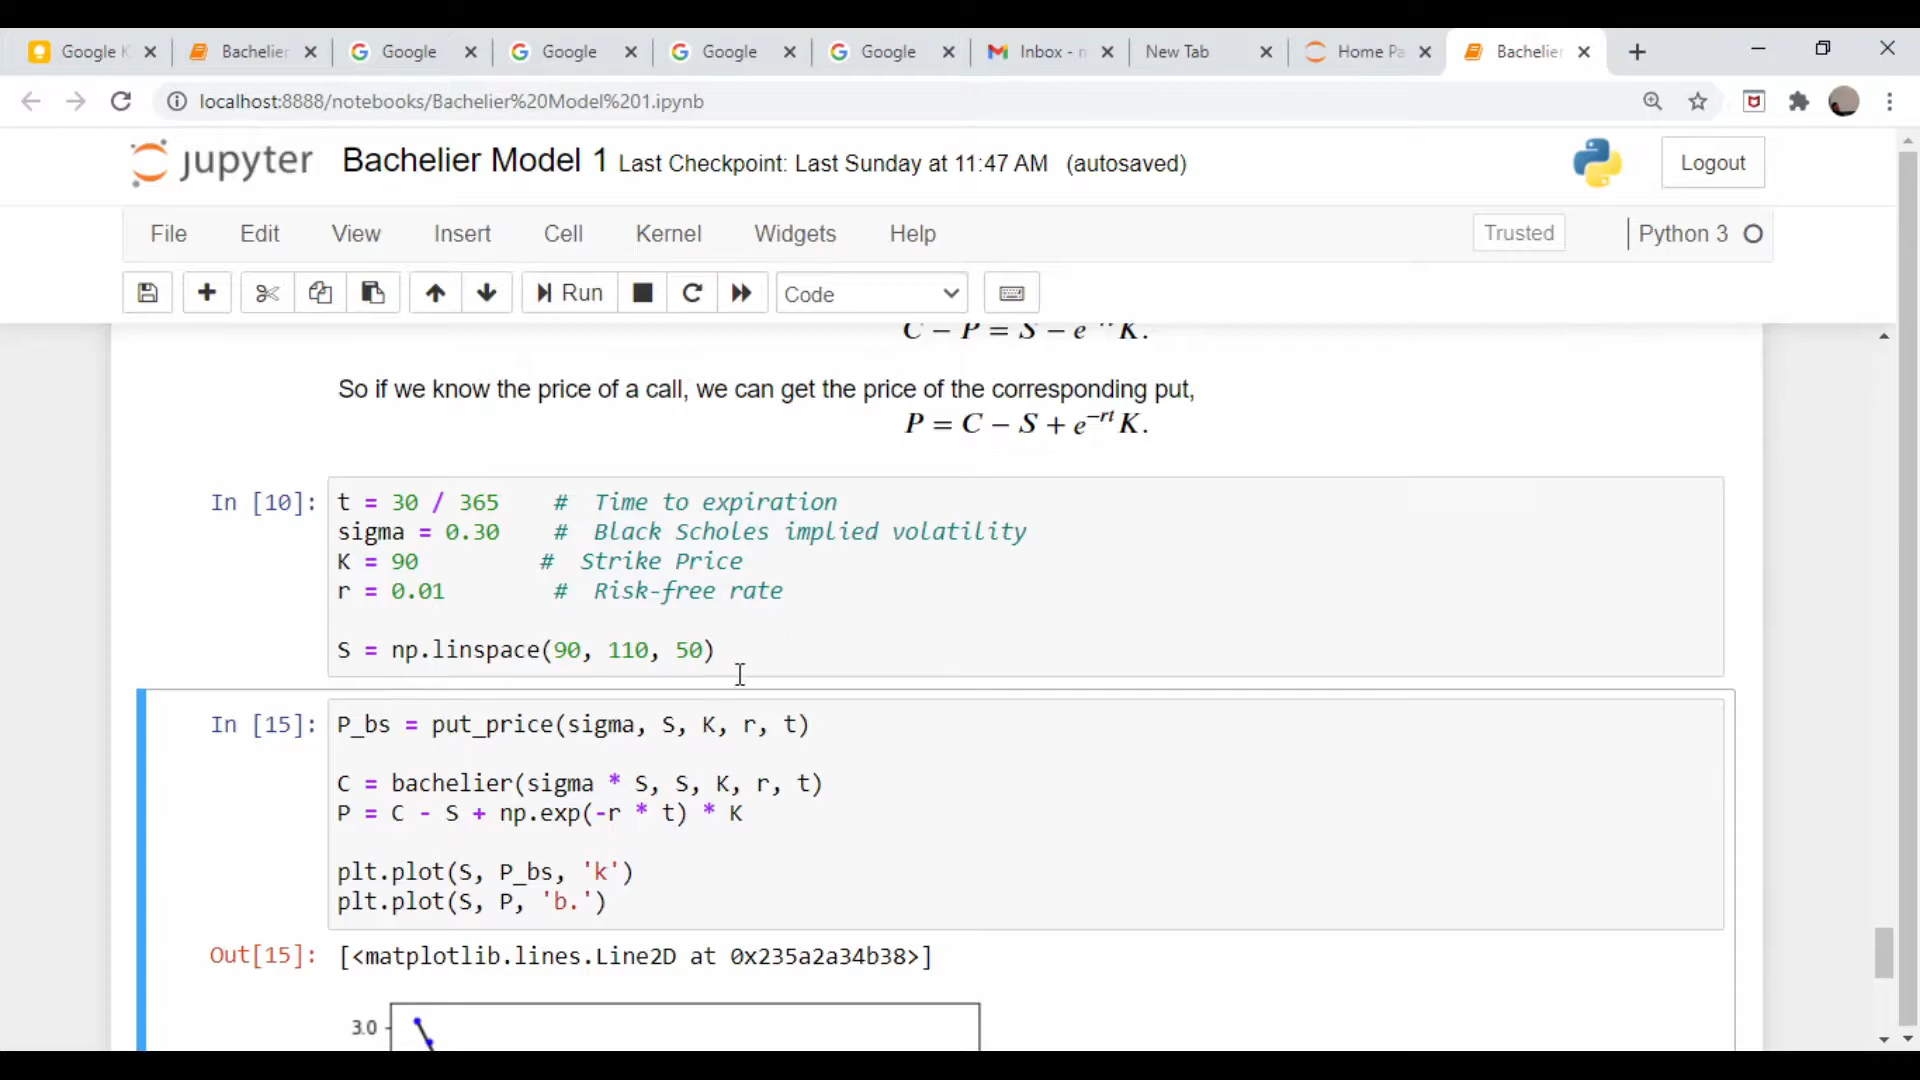 Google K
Bachelier
Google
Google
Google
Google
Inbox - n
New Tab
Home Pa
Bachelier
localhost:8888/notebooks/Bachelier%20Model%201.ipynb
jupyter Bachelier Model 1 Last Checkpoint: Last Sunday at 11:47 AM (autosaved)
Logout
File Edit View Insert Cell Kernel Widgets Help
Trusted
Python 3
Run
Code
C − P = S − e K.
So if we know the price of a call, we can get the price of the corresponding put,
P = C − S + e^−rt K.
In [10]:
t = 30 / 365    #  Time to expiration
sigma = 0.30    #  Black Scholes implied volatility
K = 90         #  Strike Price
r = 0.01        #  Risk-free rate
S = np.linspace(90, 110, 50)
In [15]:
P_bs = put_price(sigma, S, K, r, t)
C = bachelier(sigma * S, S, K, r, t)
P = C - S + np.exp(-r * t) * K
plt.plot(S, P_bs, 'k')
plt.plot(S, P, 'b.')
Out[15]:
[<matplotlib.lines.Line2D at 0x235a2a34b38>]
3.0